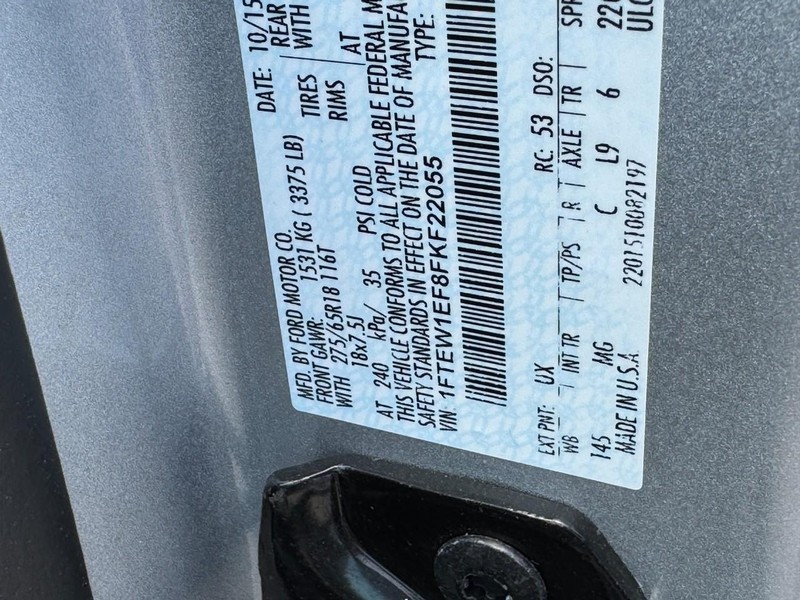 MFD. BY FORD MOTOR CO.
DATE: 10/15
FRONT GAWR: 1531 KG ( 3375 LB)
REAR
WITH 275/65R18 116T
TIRES
WITH
18x7.5J
RIMS
AT 240 kPa/ 35 PSI COLD
AT
THIS VEHICLE CONFORMS TO ALL APPLICABLE FEDERAL M
SAFETY STANDARDS IN EFFECT ON THE DATE OF MANUFA
VIN: 1FTEW1EF8FKF22055
TYPE:
EXT PNT: UX
RC: 53 DSO:
WB INT TR TP/PS R AXLE TR SPR
145 MG C L9 6 220
MADE IN U.S.A. 2201510082197 ULC